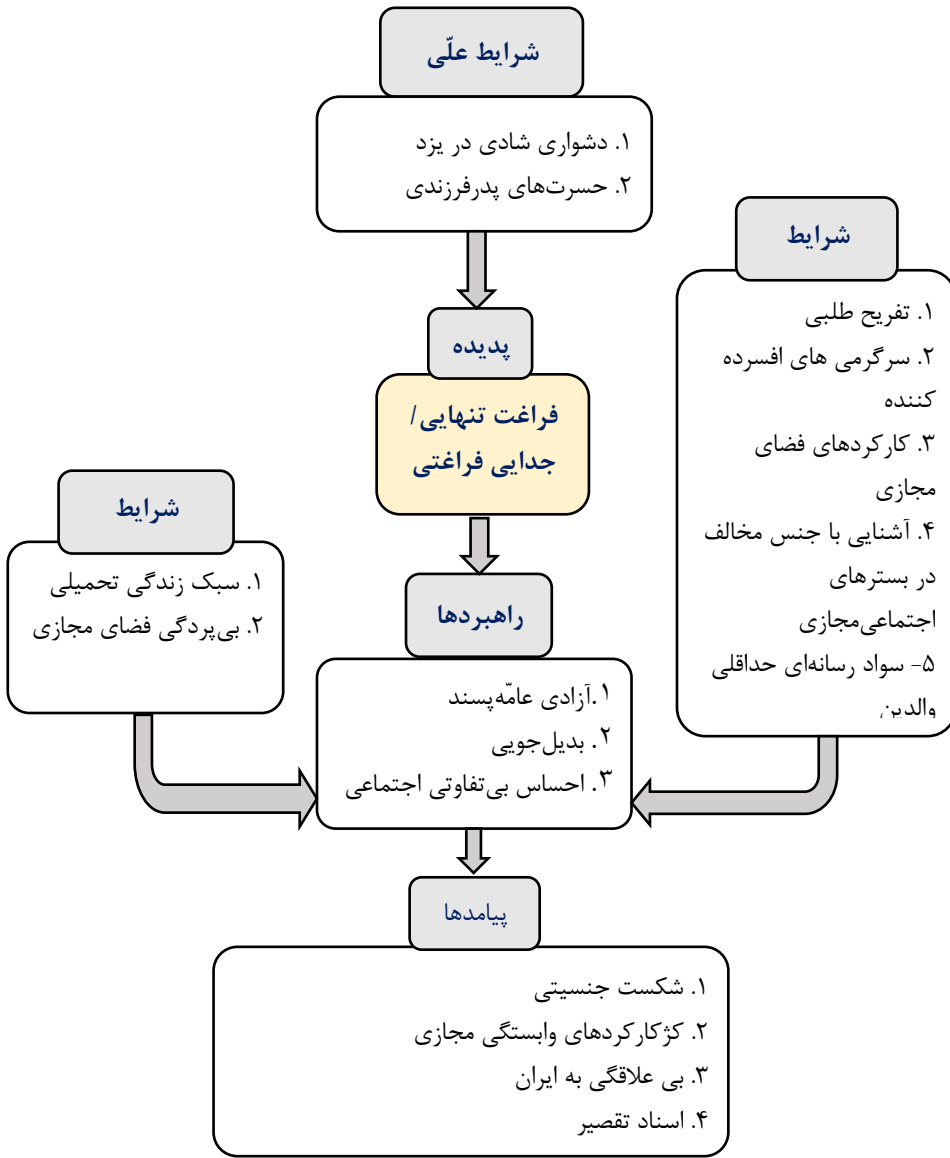 شرایط علّی
۱. دشواری شادی در یزد
۲. حسرت‌های پدرفرزندی
پدیده
فراغت تنهایی/
جدایی فراغتی
شرایط
۱. تفریح طلبی
۲. سرگرمی های افسرده
کننده
۳. کارکردهای فضای
مجازی
۴. آشنایی با جنس مخالف
در بسترهای
اجتماعی‌مجازی
۵- سواد رسانه‌ای حداقلی
والدین
شرایط
۱. سبک زندگی تحمیلی
۲. بی‌پردگی فضای مجازی
راهبردها
۱.آزادی عامّه‌پسند
۲. بدیل‌جویی
۳. احساس بی‌تفاوتی اجتماعی
پیامدها
۱. شکست جنسیتی
۲. کژکارکردهای وابستگی مجازی
۳. بی علاقگی به ایران
۴. اسناد تقصیر